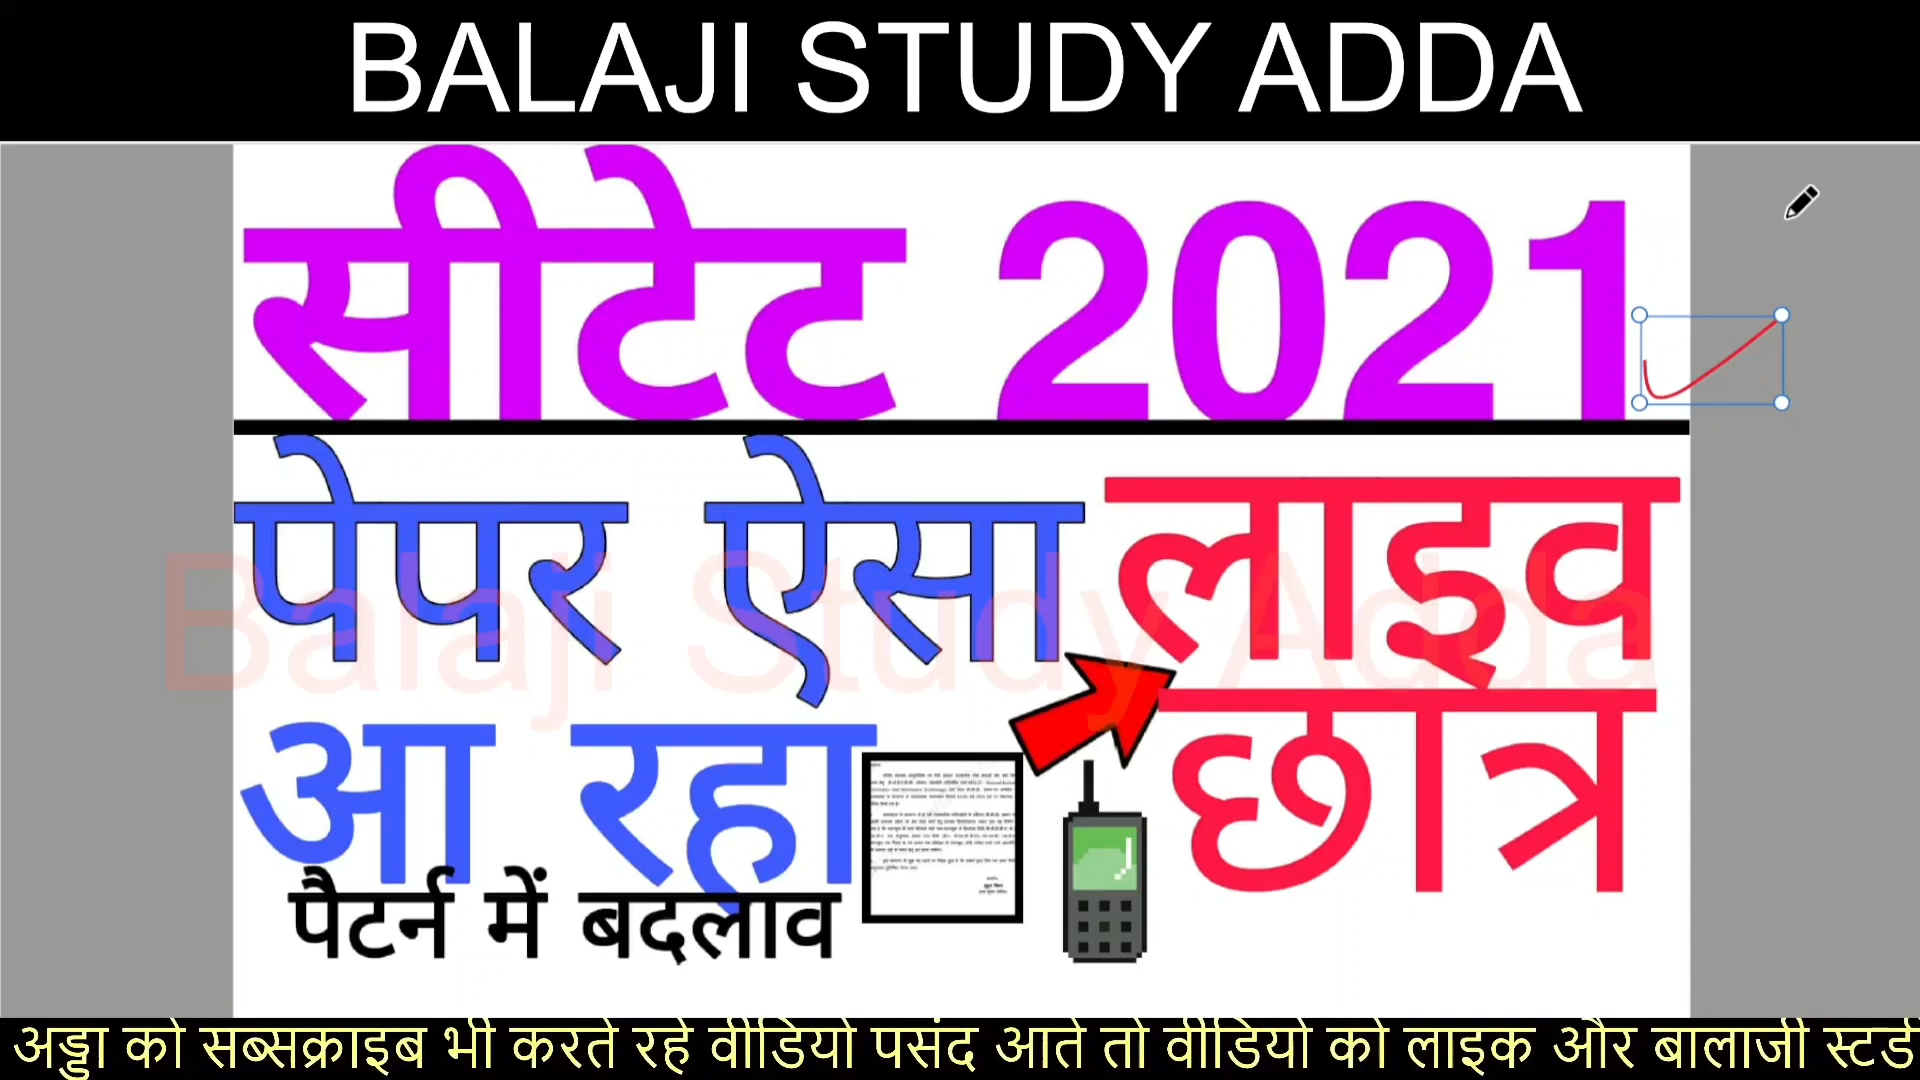 BALAJI STUDY ADDA
सीटेट 2021
पेपर ऐसा लाइव
आ रहा छात्र
पैटर्न में बदलाव
Balaji Study Adda
अड्डा को सब्सक्राइब भी करते रहे वीडियो पसंद आते तो वीडियो को लाइक और बालाजी स्टडी